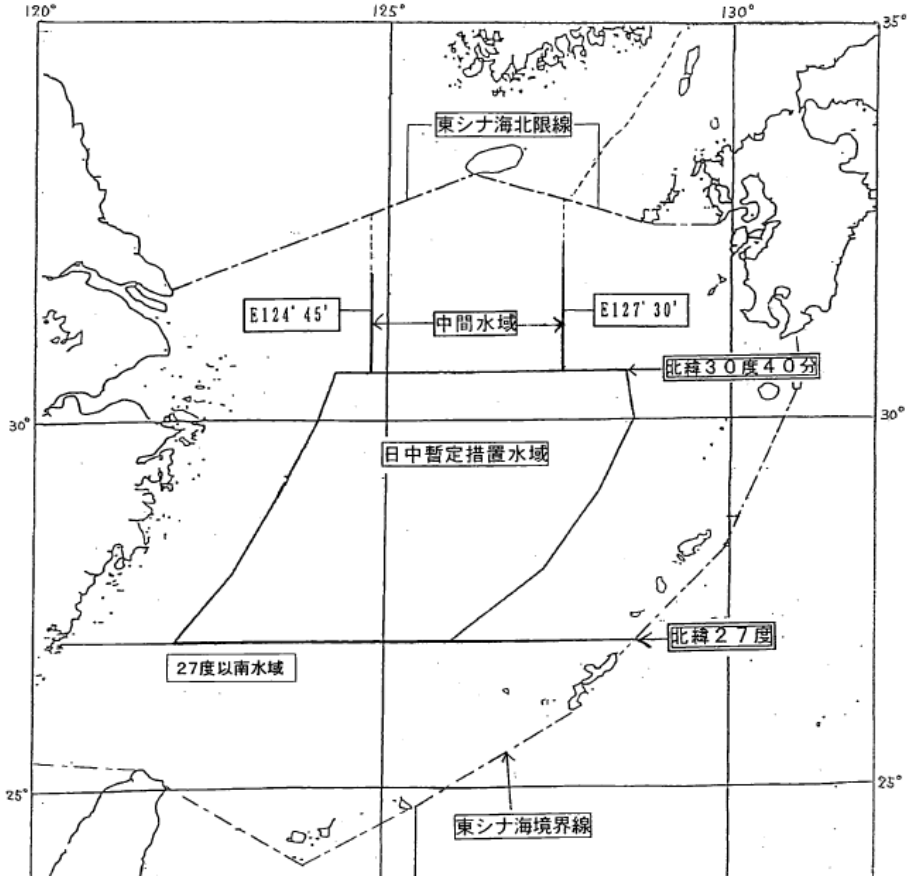 120°
125°
130°
35°
東シナ海北限線
E124°45'
中間水域
E127°30'
北緯30度40分
30°
30°
日中暫定措置水域
北緯27度
27度以南水域
25°
25°
東シナ海境界線